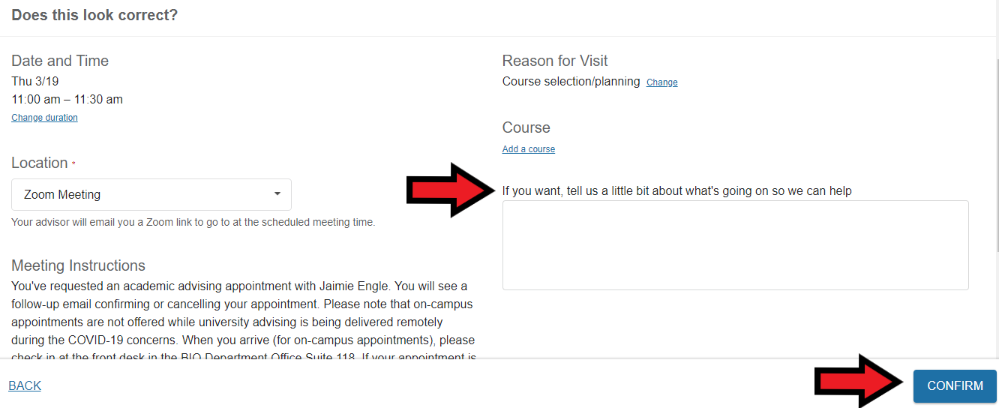 Does this look correct?
Date and Time
Thu 3/19
11:00 am – 11:30 am
Change duration
Location *
Zoom Meeting
Your advisor will email you a Zoom link to go to at the scheduled meeting time.
Meeting Instructions
You've requested an academic advising appointment with Jaimie Engle. You will see a
follow-up email confirming or cancelling your appointment. Please note that on-campus
appointments are not offered while university advising is being delivered remotely
during the COVID-19 concerns. When you arrive (for on-campus appointments), please
check in at the front desk in the BIO Department Office Suite 118. If your appointment is
Reason for Visit
Course selection/planning Change
Course
Add a course
If you want, tell us a little bit about what's going on so we can help
BACK
CONFIRM